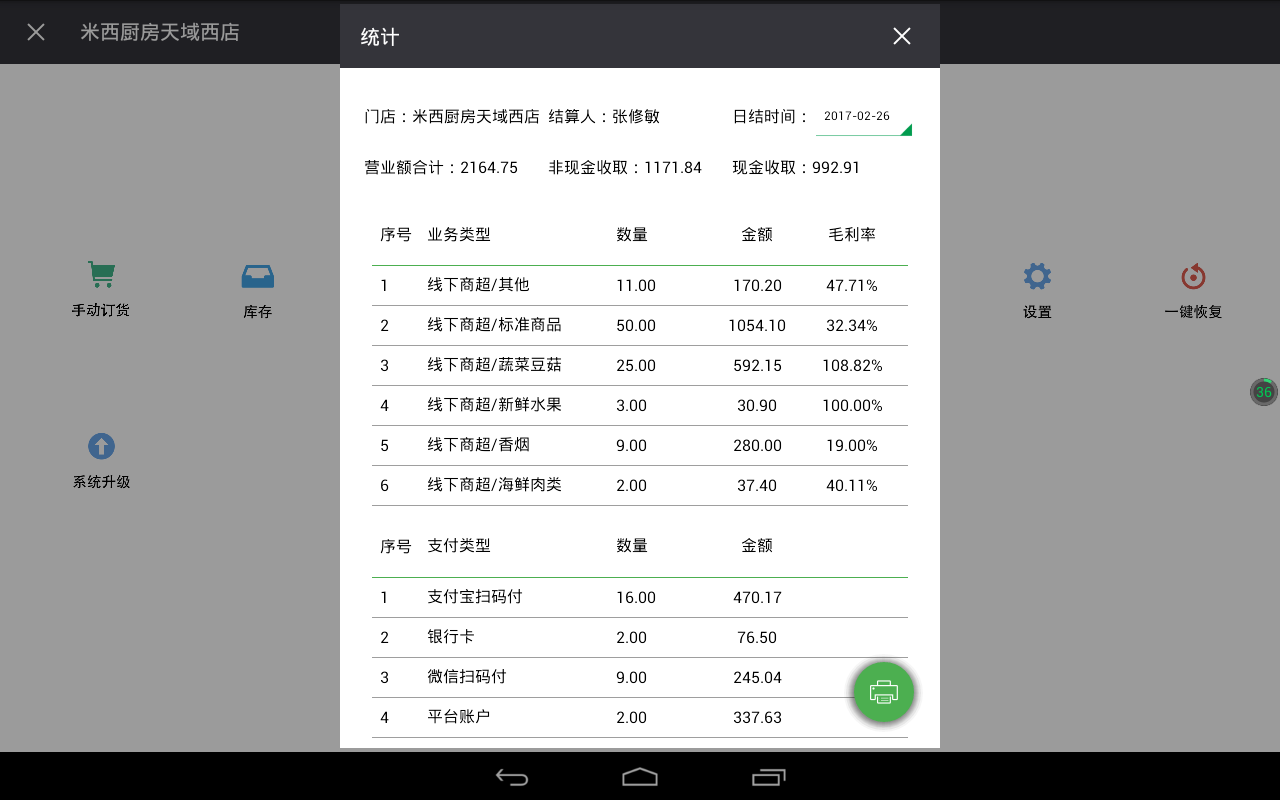 米西厨房天域西店
统计
门店：米西厨房天域西店 结算人：张修敏 日结时间： 2017-02-26
营业额合计：2164.75 非现金收取：1171.84 现金收取：992.91
序号 业务类型 数量 金额 毛利率
1 线下商超/其他 11.00 170.20 47.71%
2 线下商超/标准商品 50.00 1054.10 32.34%
3 线下商超/蔬菜豆菇 25.00 592.15 108.82%
4 线下商超/新鲜水果 3.00 30.90 100.00%
5 线下商超/香烟 9.00 280.00 19.00%
6 线下商超/海鲜肉类 2.00 37.40 40.11%
序号 支付类型 数量 金额
1 支付宝扫码付 16.00 470.17
2 银行卡 2.00 76.50
3 微信扫码付 9.00 245.04
4 平台账户 2.00 337.63
手动订货
库存
设置
一键恢复
系统升级
36